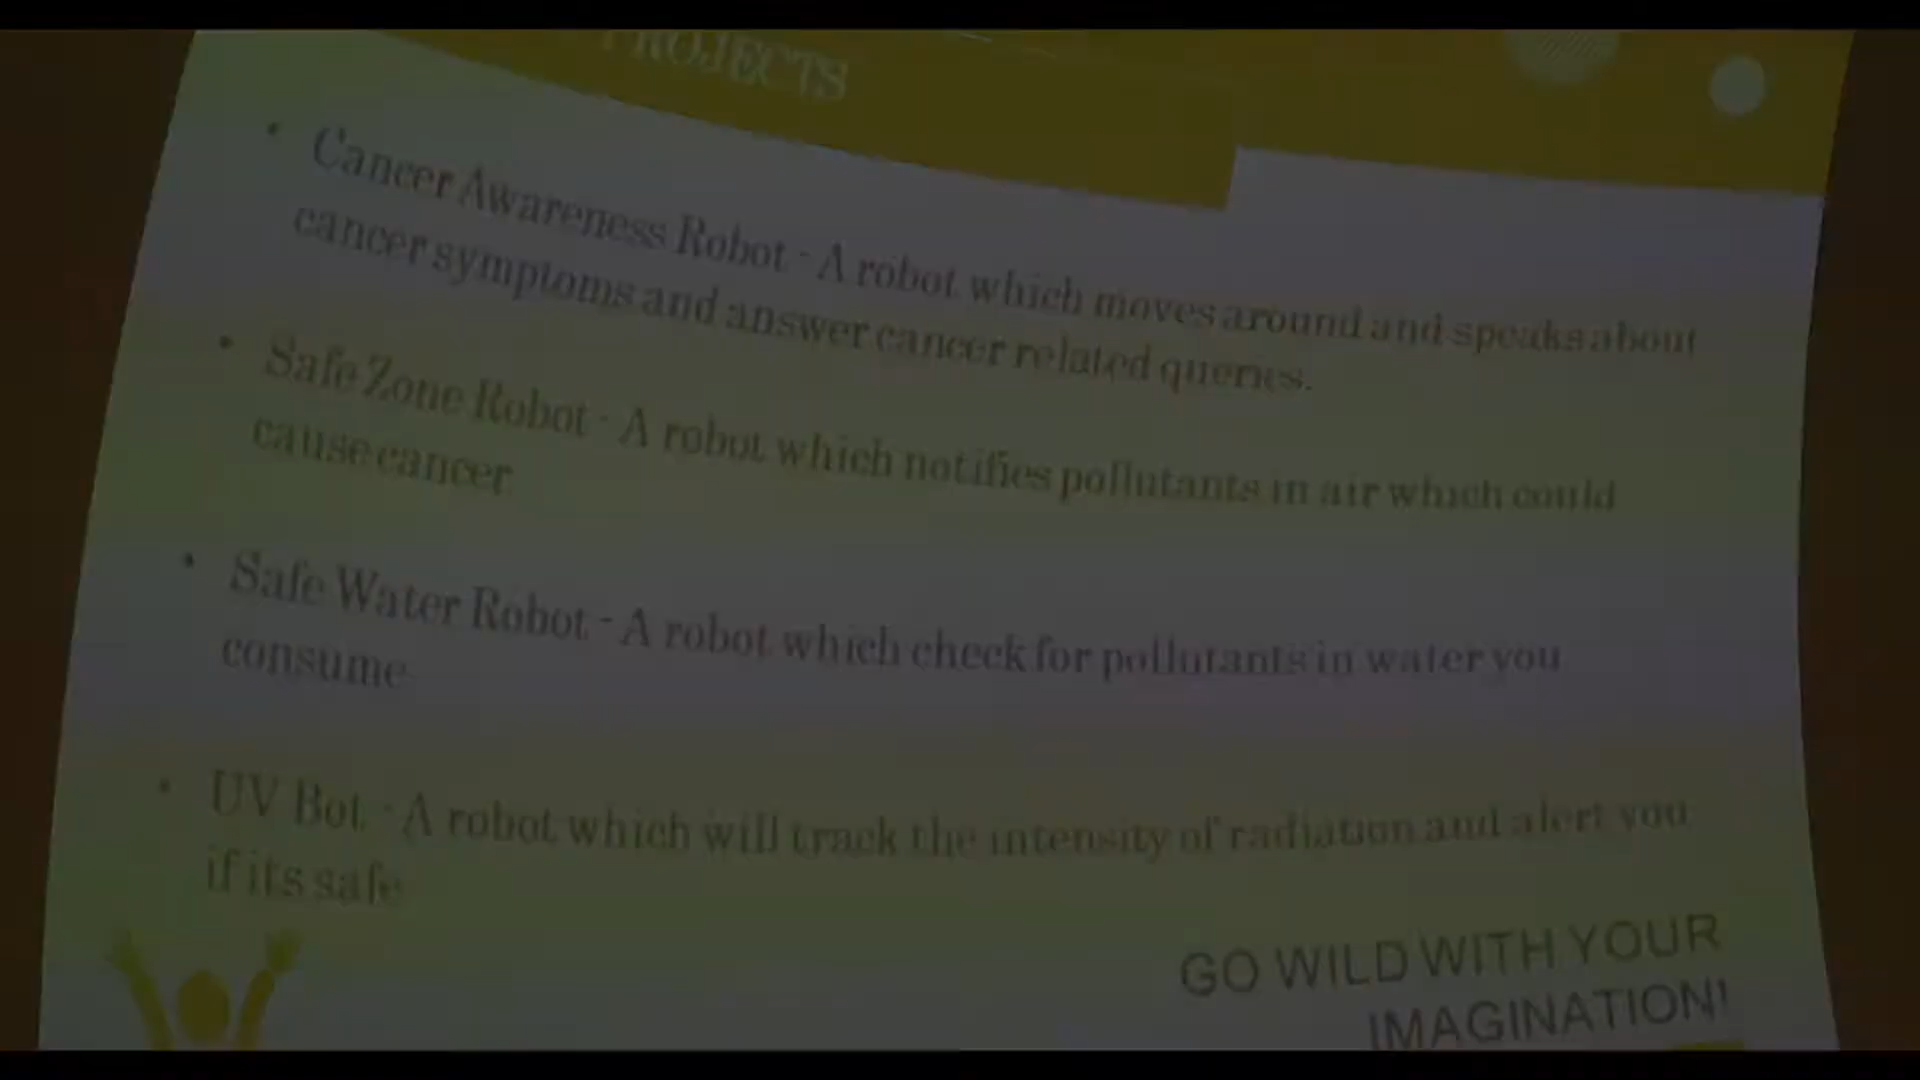 PROJECTS
• Cancer Awareness Robot - A robot which moves around and speaks about
cancer symptoms and answer cancer related queries.
• Safe Zone Robot - A robot which notifies pollutants in air which could
cause cancer
• Safe Water Robot - A robot which check for pollutants in water you
consume
• UV Bot - A robot which will track the intensity of radiation and alert you
if its safe
GO WILD WITH YOUR
IMAGINATION!